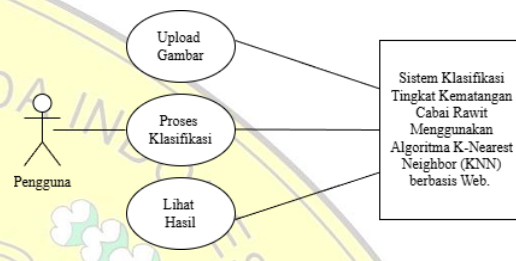 Upload
Gambar
Proses
Klasifikasi
Pengguna
Lihat
Hasil
Sistem Klasifikasi
Tingkat Kematangan
Cabai Rawit
Menggunakan
Algoritma K-Nearest
Neighbor (KNN)
berbasis Web.